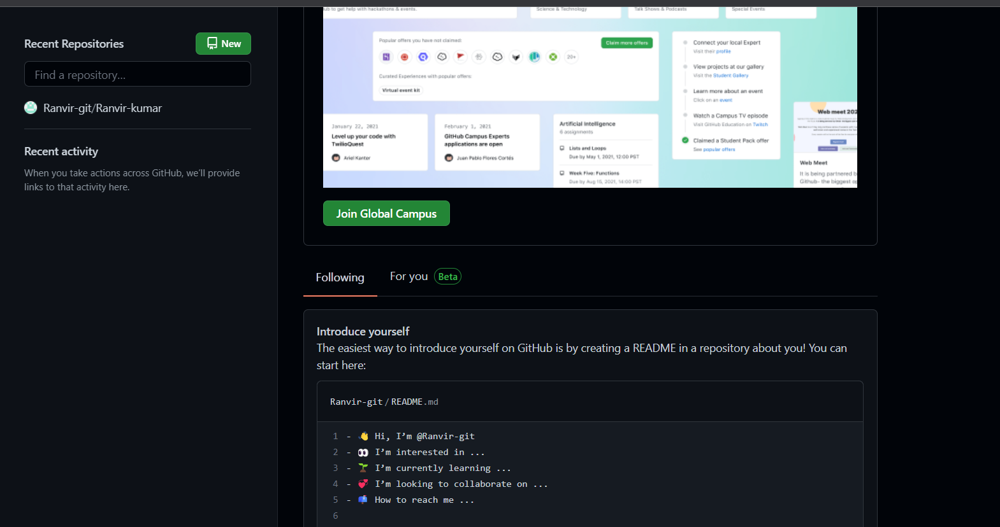 Recent Repositories
New
Find a repository...
Ranvir-git/Ranvir-kumar
Recent activity
When you take actions across GitHub, we'll provide
links to that activity here.
ub to get help with hackathons & events.
Science & Technology
Talk Shows & Podcasts
Special Events
Popular offers you have not claimed:
Claim more offers
20+
Curated Experiences with popular offers:
Virtual event kit
Connect your local Expert
Visit their profile
View projects at our gallery
Visit the Student Gallery
Learn more about an event
Click on an event
Watch a Campus TV episode
Visit GitHub Education on Twitch
Claimed a Student Pack offer
See popular offers
January 22, 2021
Level up your code with
TwilioQuest
Ariel Kanter
February 1, 2021
GitHub Campus Experts
applications are open
Juan Pablo Flores Cortés
Artificial Intelligence
6 assignments
Lists and Loops
Due by May 1, 2021, 12:00 PST
Week Five: Functions
Due by Aug 15, 2021, 14:00 PST
Web meet 202
Web Meet
It is being partnered b
Github- the biggest op
Join Global Campus
Following
For you Beta
Introduce yourself
The easiest way to introduce yourself on GitHub is by creating a README in a repository about you! You can
start here:
Ranvir-git/README.md
1 - 👋 Hi, I’m @Ranvir-git
2 - 👀 I’m interested in ...
3 - 🌱 I’m currently learning ...
4 - 💞️ I’m looking to collaborate on ...
5 - 📫 How to reach me ...
6